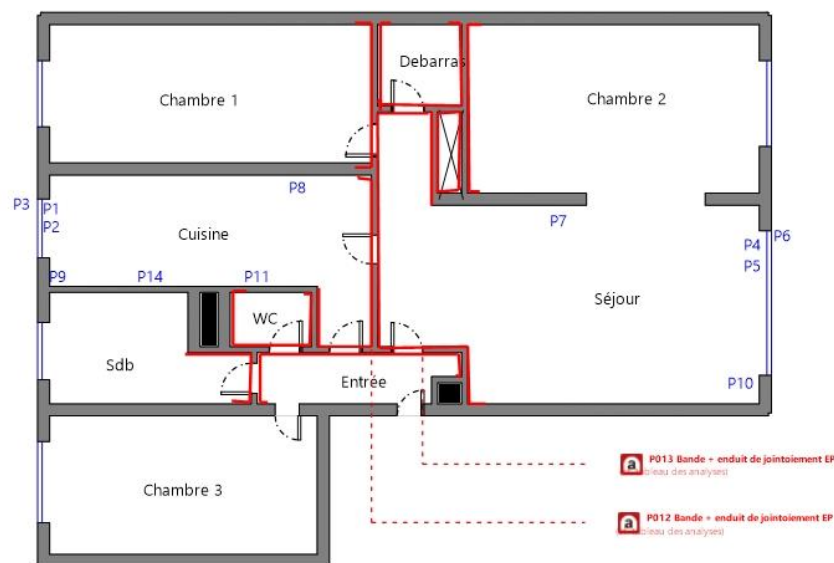 Debarras
Chambre 1
Chambre 2
P8
P3 P1
P2
P7
Cuisine
P4 P6
P5
P9 P14 P11
Séjour
WC
Sdb
Entrée
P10
a P013 Bande + enduit de jointoiement EP
bleau des analyses)
Chambre 3
a P012 Bande + enduit de jointoiement EP
bleau des analyses)